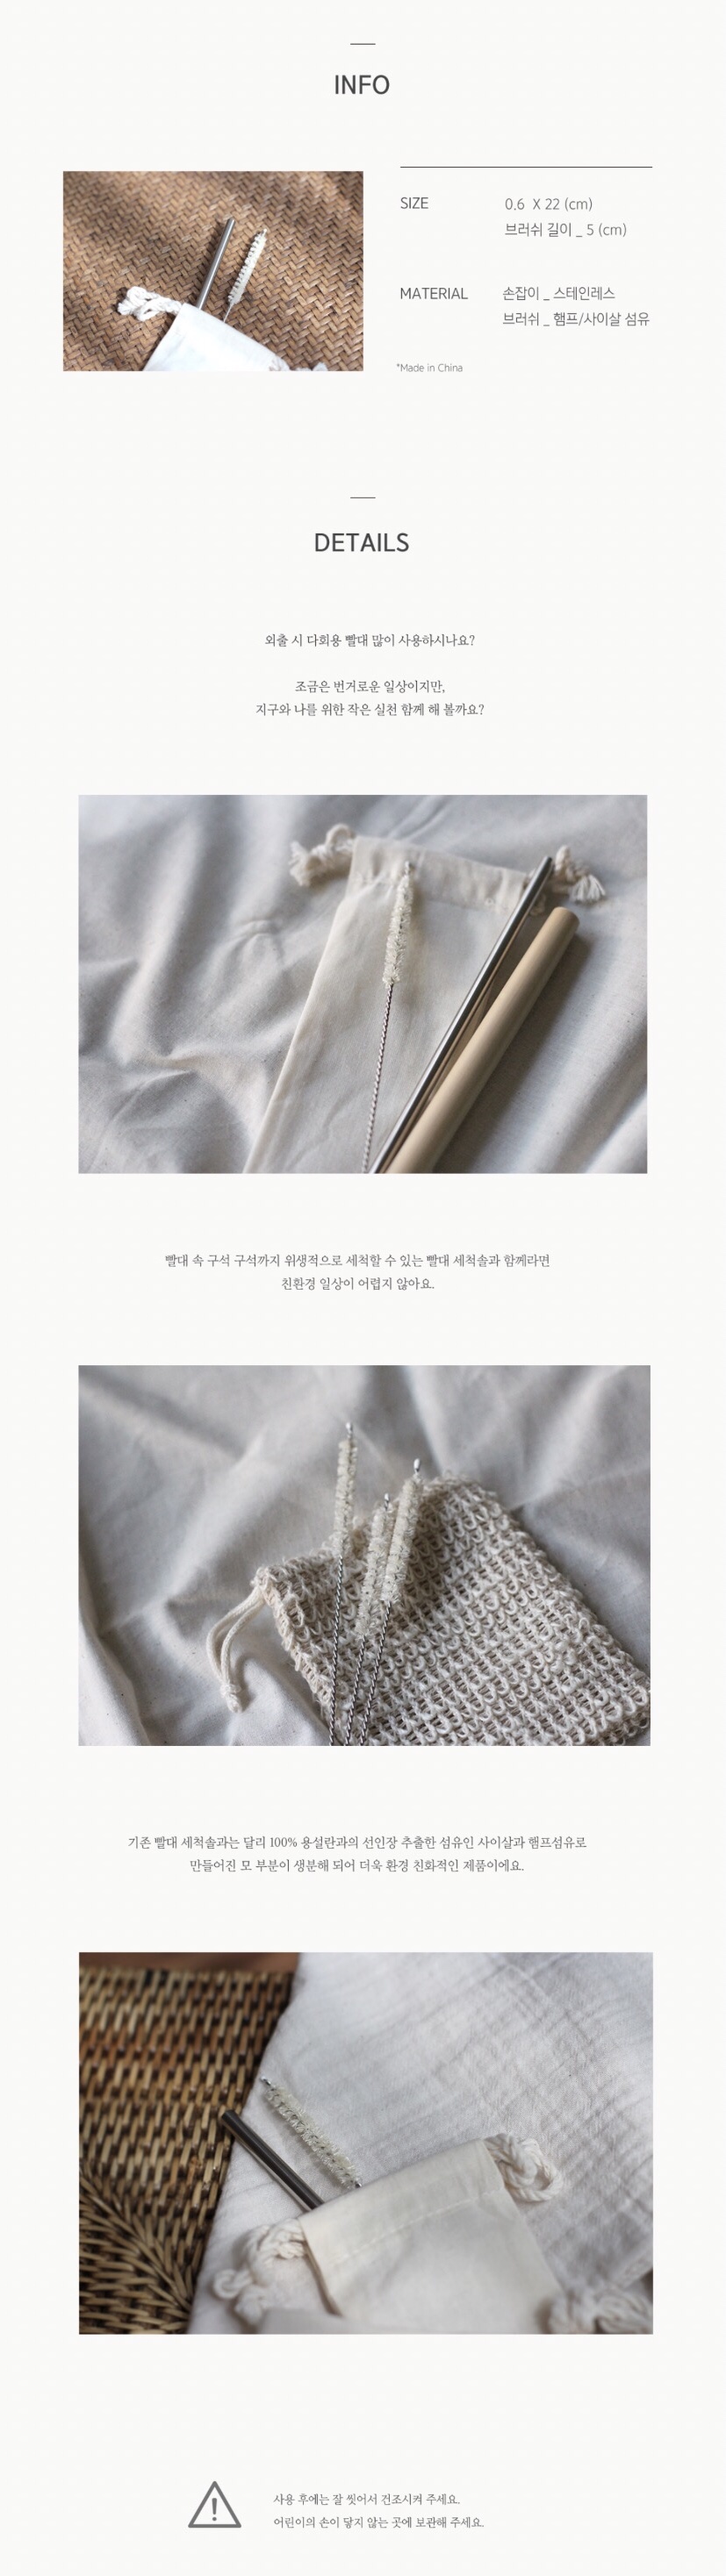 INFO
SIZE
0.6 X 22 (cm)
브러쉬 길이 _ 5 (cm)
MATERIAL
손잡이 _ 스테인레스
브러쉬 _ 햄프/사이살 섬유
*Made in China
DETAILS
외출 시 다회용 빨대 많이 사용하시나요?
조금은 번거로운 일상이지만,
지구와 나를 위한 작은 실천 함께 해 볼까요?
빨대 속 구석 구석까지 위생적으로 세척할 수 있는 빨대 세척솔과 함께라면
친환경 일상이 어렵지 않아요.
기존 빨대 세척솔과는 달리 100% 용설란과의 선인장 추출한 섬유인 사이살과 햄프섬유로
만들어진 모 부분이 생분해 되어 더욱 환경 친화적인 제품이에요.
사용 후에는 잘 씻어서 건조시켜 주세요.
어린이의 손이 닿지 않는 곳에 보관해 주세요.